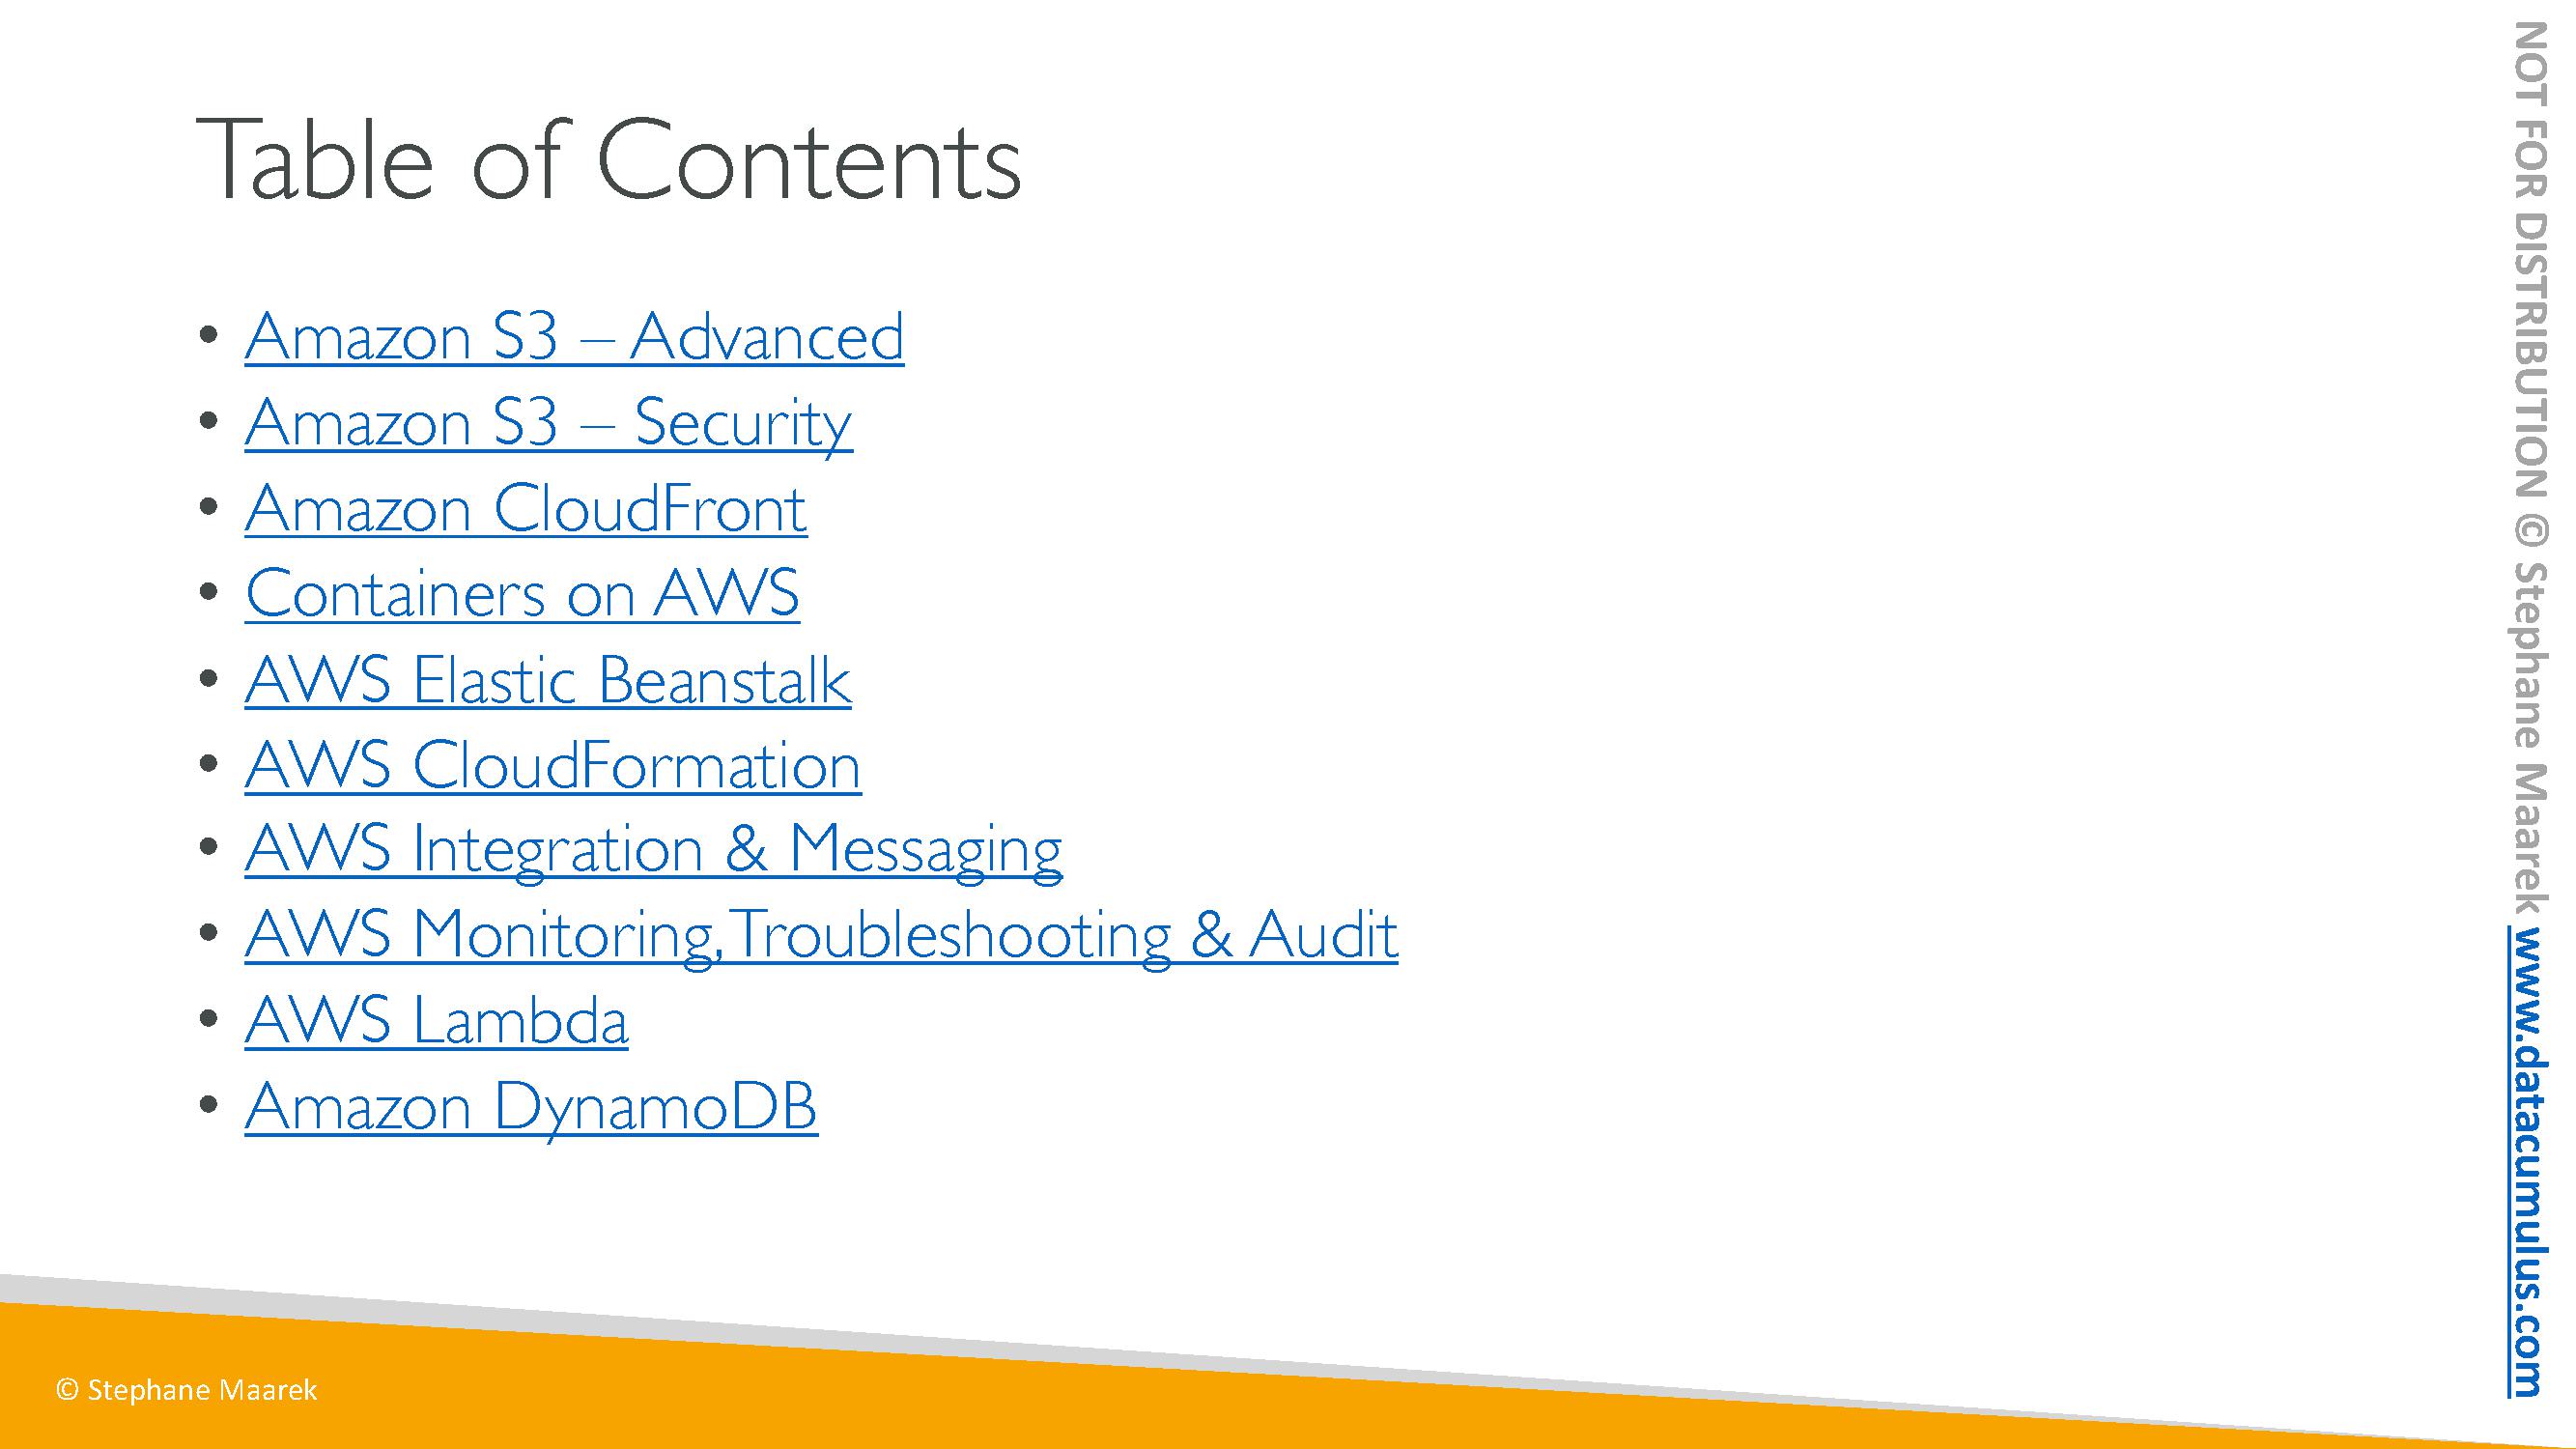 Table of Contents
• Amazon S3 – Advanced
• Amazon S3 – Security
• Amazon CloudFront
• Containers on AWS
• AWS Elastic Beanstalk
• AWS CloudFormation
• AWS Integration & Messaging
• AWS Monitoring, Troubleshooting & Audit
• AWS Lambda
• Amazon DynamoDB
© Stephane Maarek
NOT FOR DISTRIBUTION © Stephane Maarek www.datacumulus.com